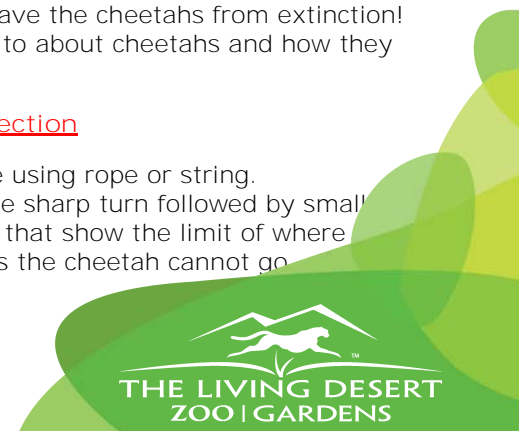 ave the cheetahs from extinction!
to about cheetahs and how they
ection
e using rope or string.
e sharp turn followed by small
that show the limit of where
s the cheetah cannot go
™
THE LIVING DESERT
ZOO | GARDENS